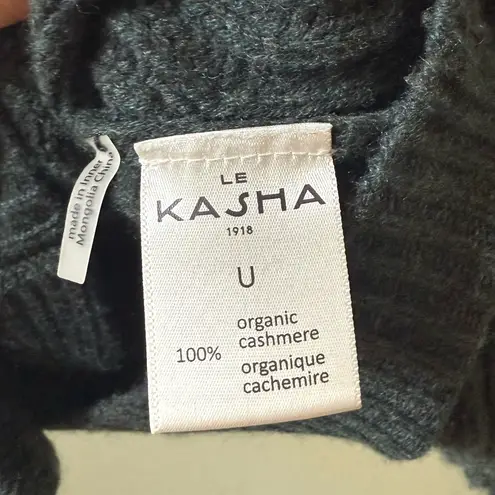 made in Inner
Mongolia China
LE
KASHA
1918
U
100%
organic
cashmere
organique
cachemire